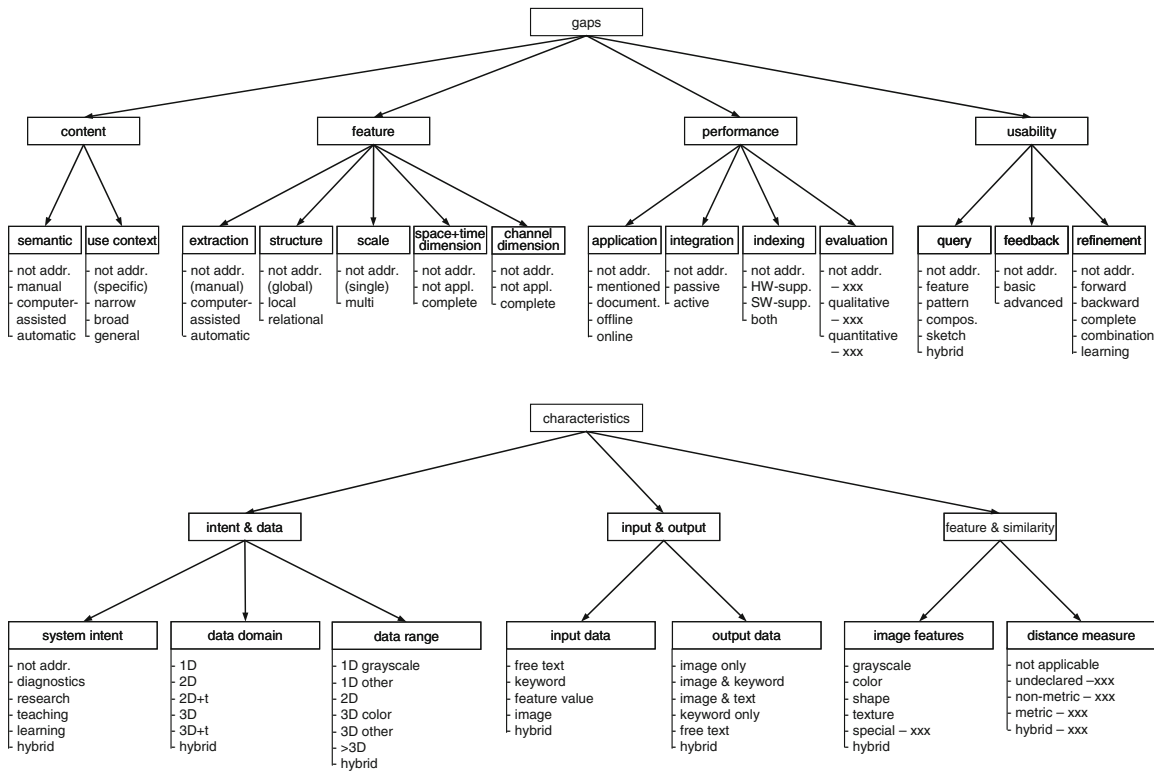 gaps
content
feature
performance
usability
semantic
- not addr.
- manual
- computer-
assisted
- automatic
use context
- not addr.
(specific)
- narrow
- broad
- general
extraction
- not addr.
(manual)
- computer-
assisted
- automatic
structure
- not addr.
(global)
- local
- relational
scale
- not addr.
(single)
- multi
space+time
dimension
- not addr.
- not appl.
- complete
channel
dimension
- not addr.
- not appl.
- complete
application
- not addr.
- mentioned
- document.
- offline
- online
integration
- not addr.
- passive
- active
indexing
- not addr.
- HW-supp.
- SW-supp.
- both
evaluation
- not addr.
– xxx
- qualitative
– xxx
- quantitative
– xxx
query
- not addr.
- feature
- pattern
- compos.
- sketch
- hybrid
feedback
- not addr.
- basic
- advanced
refinement
- not addr.
- forward
- backward
- complete
- combination
- learning
characteristics
intent & data
input & output
feature & similarity
system intent
- not addr.
- diagnostics
- research
- teaching
- learning
- hybrid
data domain
- 1D
- 2D
- 2D+t
- 3D
- 3D+t
- hybrid
data range
- 1D grayscale
- 1D other
- 2D
- 3D color
- 3D other
- >3D
- hybrid
input data
- free text
- keyword
- feature value
- image
- hybrid
output data
- image only
- image & keyword
- image & text
- keyword only
- free text
- hybrid
image features
- grayscale
- color
- shape
- texture
- special – xxx
- hybrid
distance measure
- not applicable
- undeclared –xxx
- non-metric – xxx
- metric – xxx
- hybrid – xxx